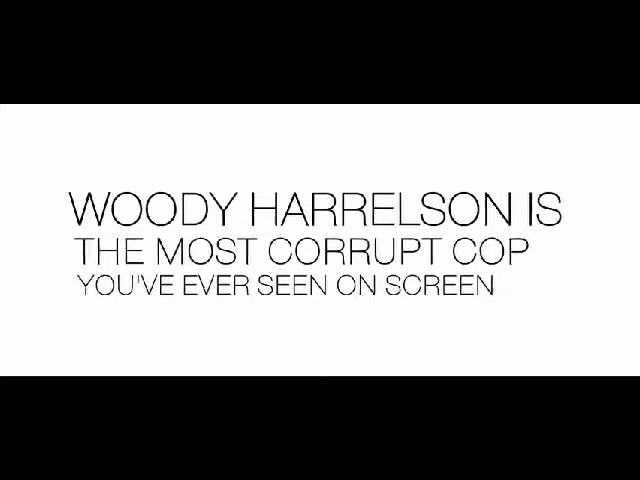 WOODY HARRELSON IS
THE MOST CORRUPT COP
YOU'VE EVER SEEN ON SCREEN